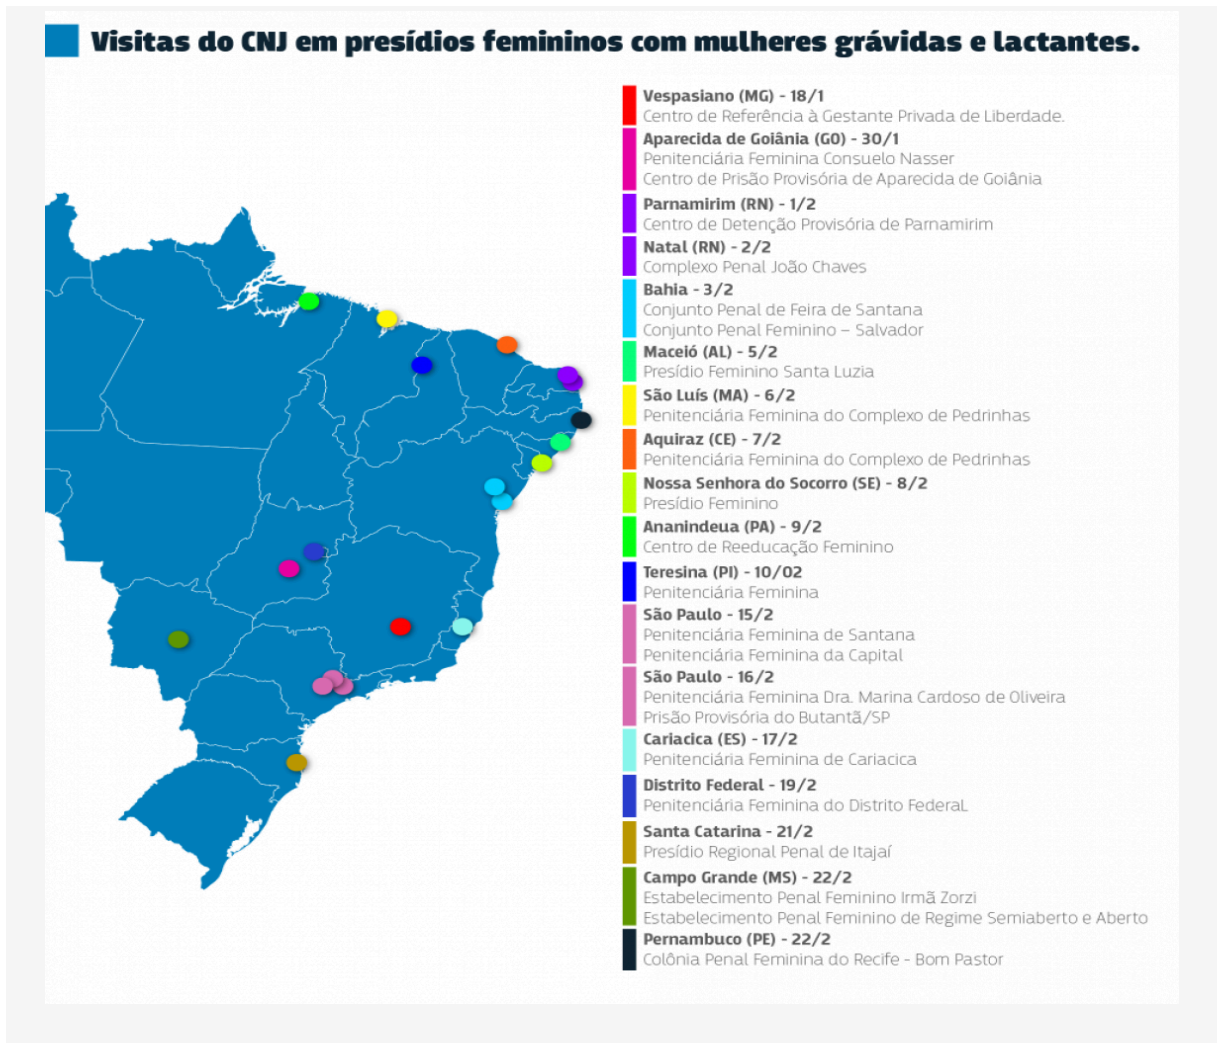 Visitas do CNJ em presídios femininos com mulheres grávidas e lactantes.
Vespasiano (MG) - 18/1
Centro de Referência à Gestante Privada de Liberdade.
Aparecida de Goiânia (GO) - 30/1
Penitenciária Feminina Consuelo Nasser
Centro de Prisão Provisória de Aparecida de Goiânia
Parnamirim (RN) - 1/2
Centro de Detenção Provisória de Parnamirim
Natal (RN) - 2/2
Complexo Penal João Chaves
Bahia - 3/2
Conjunto Penal de Feira de Santana
Conjunto Penal Feminino – Salvador
Maceió (AL) - 5/2
Presídio Feminino Santa Luzia
São Luís (MA) - 6/2
Penitenciária Feminina do Complexo de Pedrinhas
Aquiraz (CE) - 7/2
Penitenciária Feminina do Complexo de Pedrinhas
Nossa Senhora do Socorro (SE) - 8/2
Presídio Feminino
Ananindeua (PA) - 9/2
Centro de Reeducação Feminino
Teresina (PI) - 10/02
Penitenciária Feminina
São Paulo - 15/2
Penitenciária Feminina de Santana
Penitenciária Feminina da Capital
São Paulo - 16/2
Penitenciária Feminina Dra. Marina Cardoso de Oliveira
Prisão Provisória do Butantã/SP
Cariacica (ES) - 17/2
Penitenciária Feminina de Cariacica
Distrito Federal - 19/2
Penitenciária Feminina do Distrito Federal.
Santa Catarina - 21/2
Presídio Regional Penal de Itajaí
Campo Grande (MS) - 22/2
Estabelecimento Penal Feminino Irmã Zorzi
Estabelecimento Penal Feminino de Regime Semiaberto e Aberto
Pernambuco (PE) - 22/2
Colônia Penal Feminina do Recife - Bom Pastor